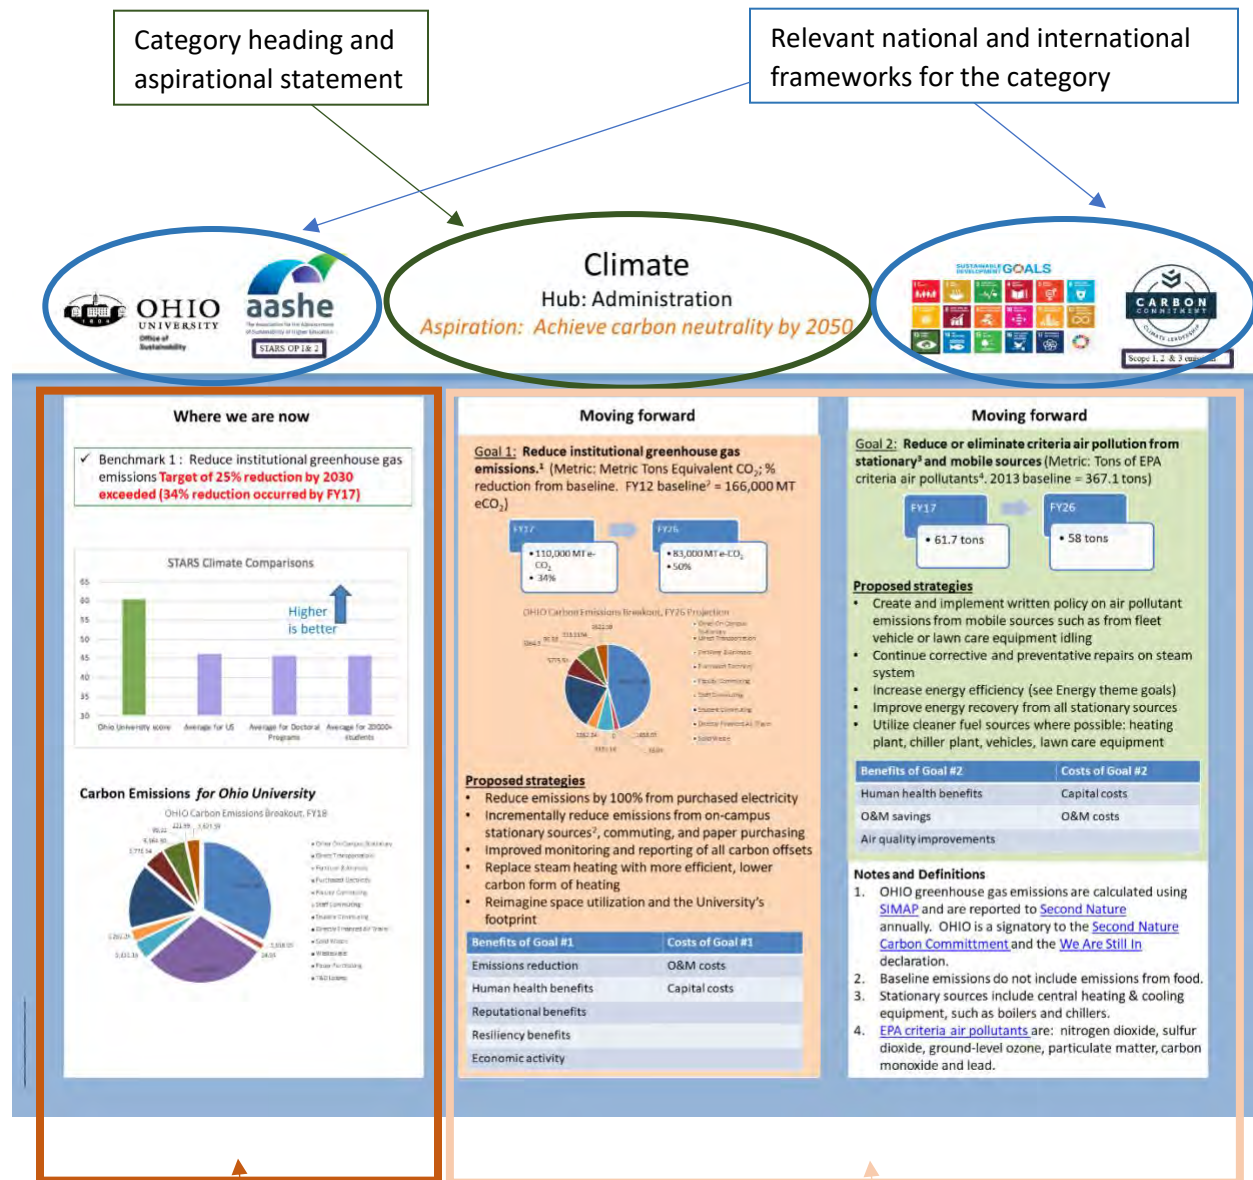 Category heading and
aspirational statement
Relevant national and international
frameworks for the category
OHIO
UNIVERSITY
Office of
Sustainability
aashe
STARS OP 1& 2
Climate
Hub: Administration
Aspiration:  Achieve carbon neutrality by 2050
SUSTAINABLE
DEVELOPMENT GOALS
CARBON
COMMITMENT
CLIMATE LEADERSHIP
Scope 1, 2 & 3
Where we are now
✓ Benchmark 1 :  Reduce institutional greenhouse gas
emissions Target of 25% reduction by 2030
exceeded (34% reduction occurred by FY17)
STARS Climate Comparisons
65
60
55
50
45
40
35
30
Higher
is better
Ohio University score
Average for US
Average for Doctoral
Programs
Average for 20000+
students
Carbon Emissions for Ohio University
OHIO Carbon Emissions Breakout, FY18
Moving forward
Goal 1: Reduce institutional greenhouse gas
emissions.¹ (Metric: Metric Tons Equivalent CO₂; %
reduction from baseline.  FY12 baseline² = 166,000 MT
eCO₂)
FY17
• 110,000 MT e-
CO₂
• 34%
FY26
• 83,000 MT e-CO₂
• 50%
OHIO Carbon Emissions Breakout, FY26 Projection
Proposed strategies
• Reduce emissions by 100% from purchased electricity
• Incrementally reduce emissions from on-campus
stationary sources², commuting, and paper purchasing
• Improved monitoring and reporting of all carbon offsets
• Replace steam heating with more efficient, lower
carbon form of heating
• Reimagine space utilization and the University's
footprint
Benefits of Goal #1 Costs of Goal #1
Emissions reduction O&M costs
Human health benefits Capital costs
Reputational benefits
Resiliency benefits
Economic activity
Moving forward
Goal 2: Reduce or eliminate criteria air pollution from
stationary³ and mobile sources (Metric: Tons of EPA
criteria air pollutants⁴. 2013 baseline = 367.1 tons)
FY17
• 61.7 tons
FY26
• 58 tons
Proposed strategies
• Create and implement written policy on air pollutant
emissions from mobile sources such as from fleet
vehicle or lawn care equipment idling
• Continue corrective and preventative repairs on steam
system
• Increase energy efficiency (see Energy theme goals)
• Improve energy recovery from all stationary sources
• Utilize cleaner fuel sources where possible: heating
plant, chiller plant, vehicles, lawn care equipment
Benefits of Goal #2 Costs of Goal #2
Human health benefits Capital costs
O&M savings O&M costs
Air quality improvements
Notes and Definitions
1. OHIO greenhouse gas emissions are calculated using
SIMAP and are reported to Second Nature
annually.  OHIO is a signatory to the Second Nature
Carbon Committment and the We Are Still In
declaration.
2. Baseline emissions do not include emissions from food.
3. Stationary sources include central heating & cooling
equipment, such as boilers and chillers.
4. EPA criteria air pollutants are:  nitrogen dioxide, sulfur
dioxide, ground-level ozone, particulate matter, carbon
monoxide and lead.